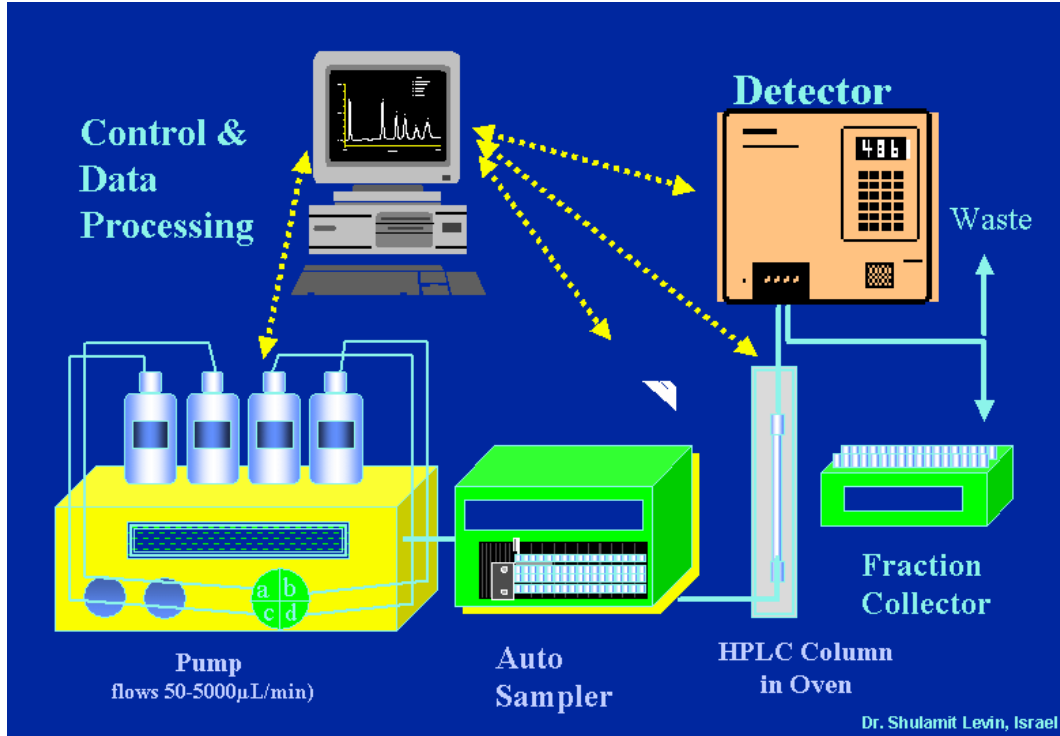 Control &
Data
Processing
Detector
486
Waste
a b
c d
Pump
flows 50-5000µL/min)
Auto
Sampler
HPLC Column
in Oven
Fraction
Collector
Dr. Shulamit Levin, Israel